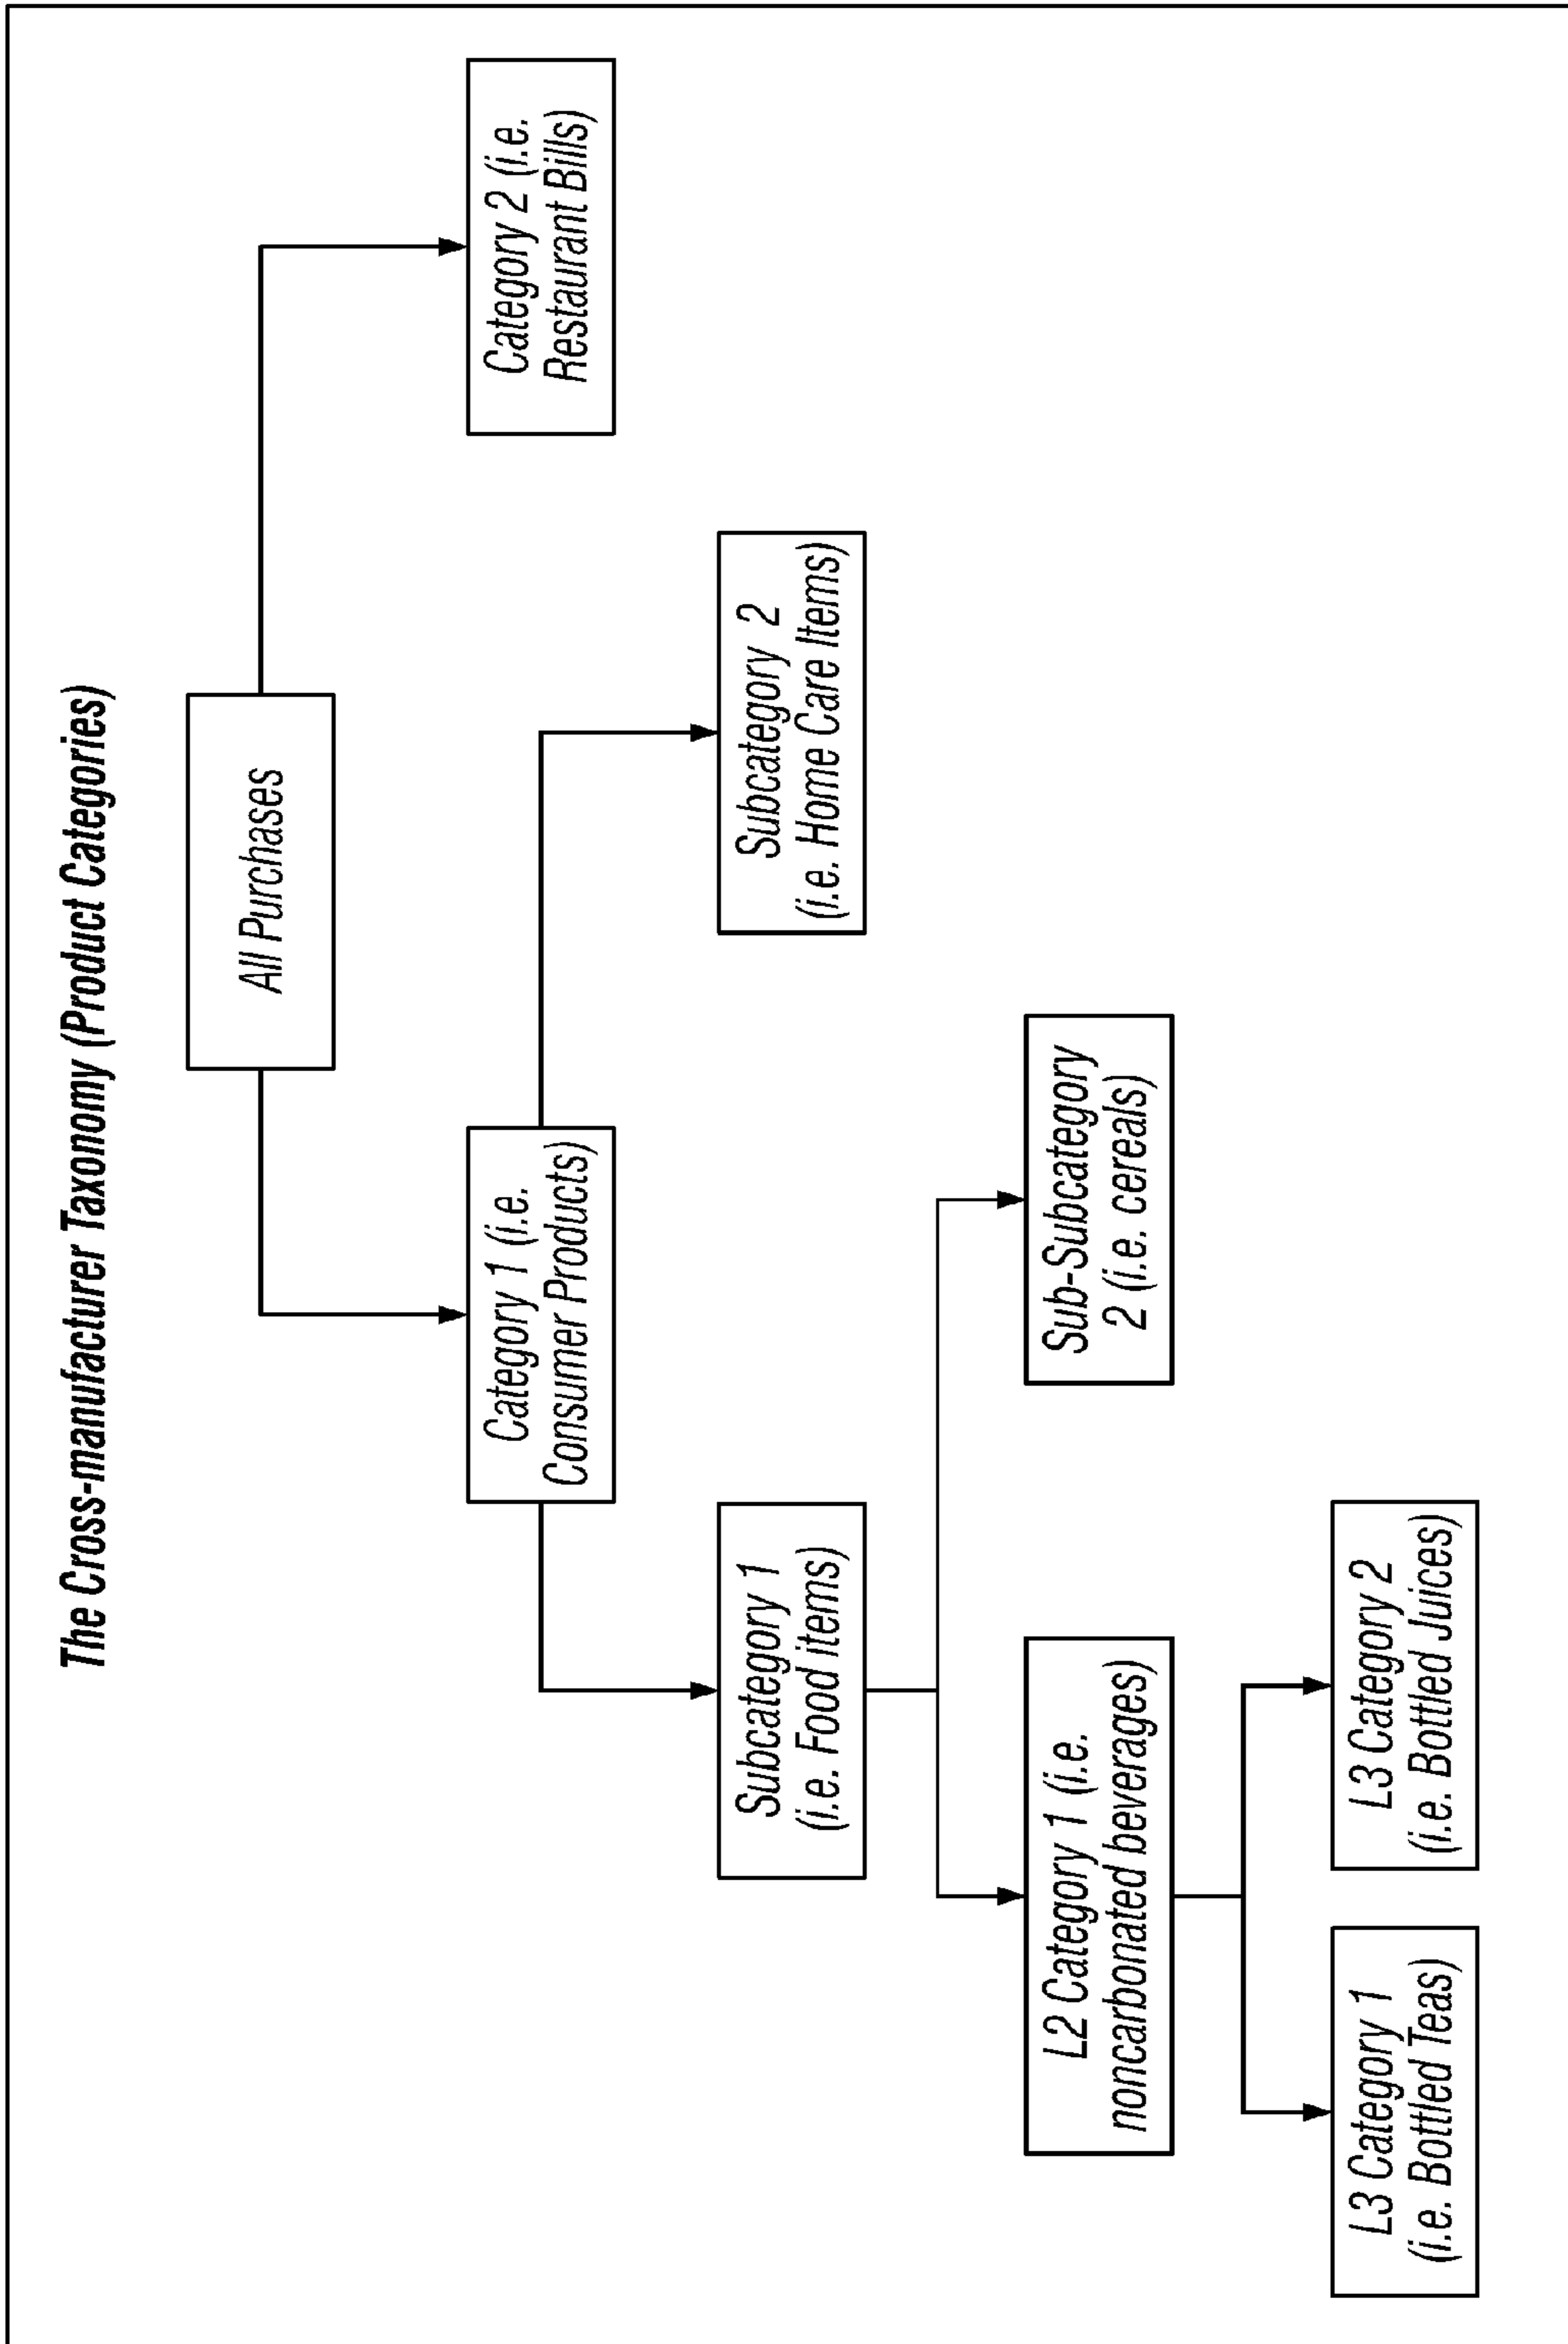 The Cross-manufacturer Taxonomy (Product Categories)
All Purchases
Category 1 (i.e.
Consumer Products)
Category 2 (i.e.
Restaurant Bills)
Subcategory 1
(i.e. Food items)
Subcategory 2
(i.e. Home Care Items)
L2 Category 1 (i.e.
noncarbonated beverages)
Sub-Subcategory
2 (i.e. cereals)
L3 Category 1
(i.e. Bottled Teas)
L3 Category 2
(i.e. Bottled Juices)